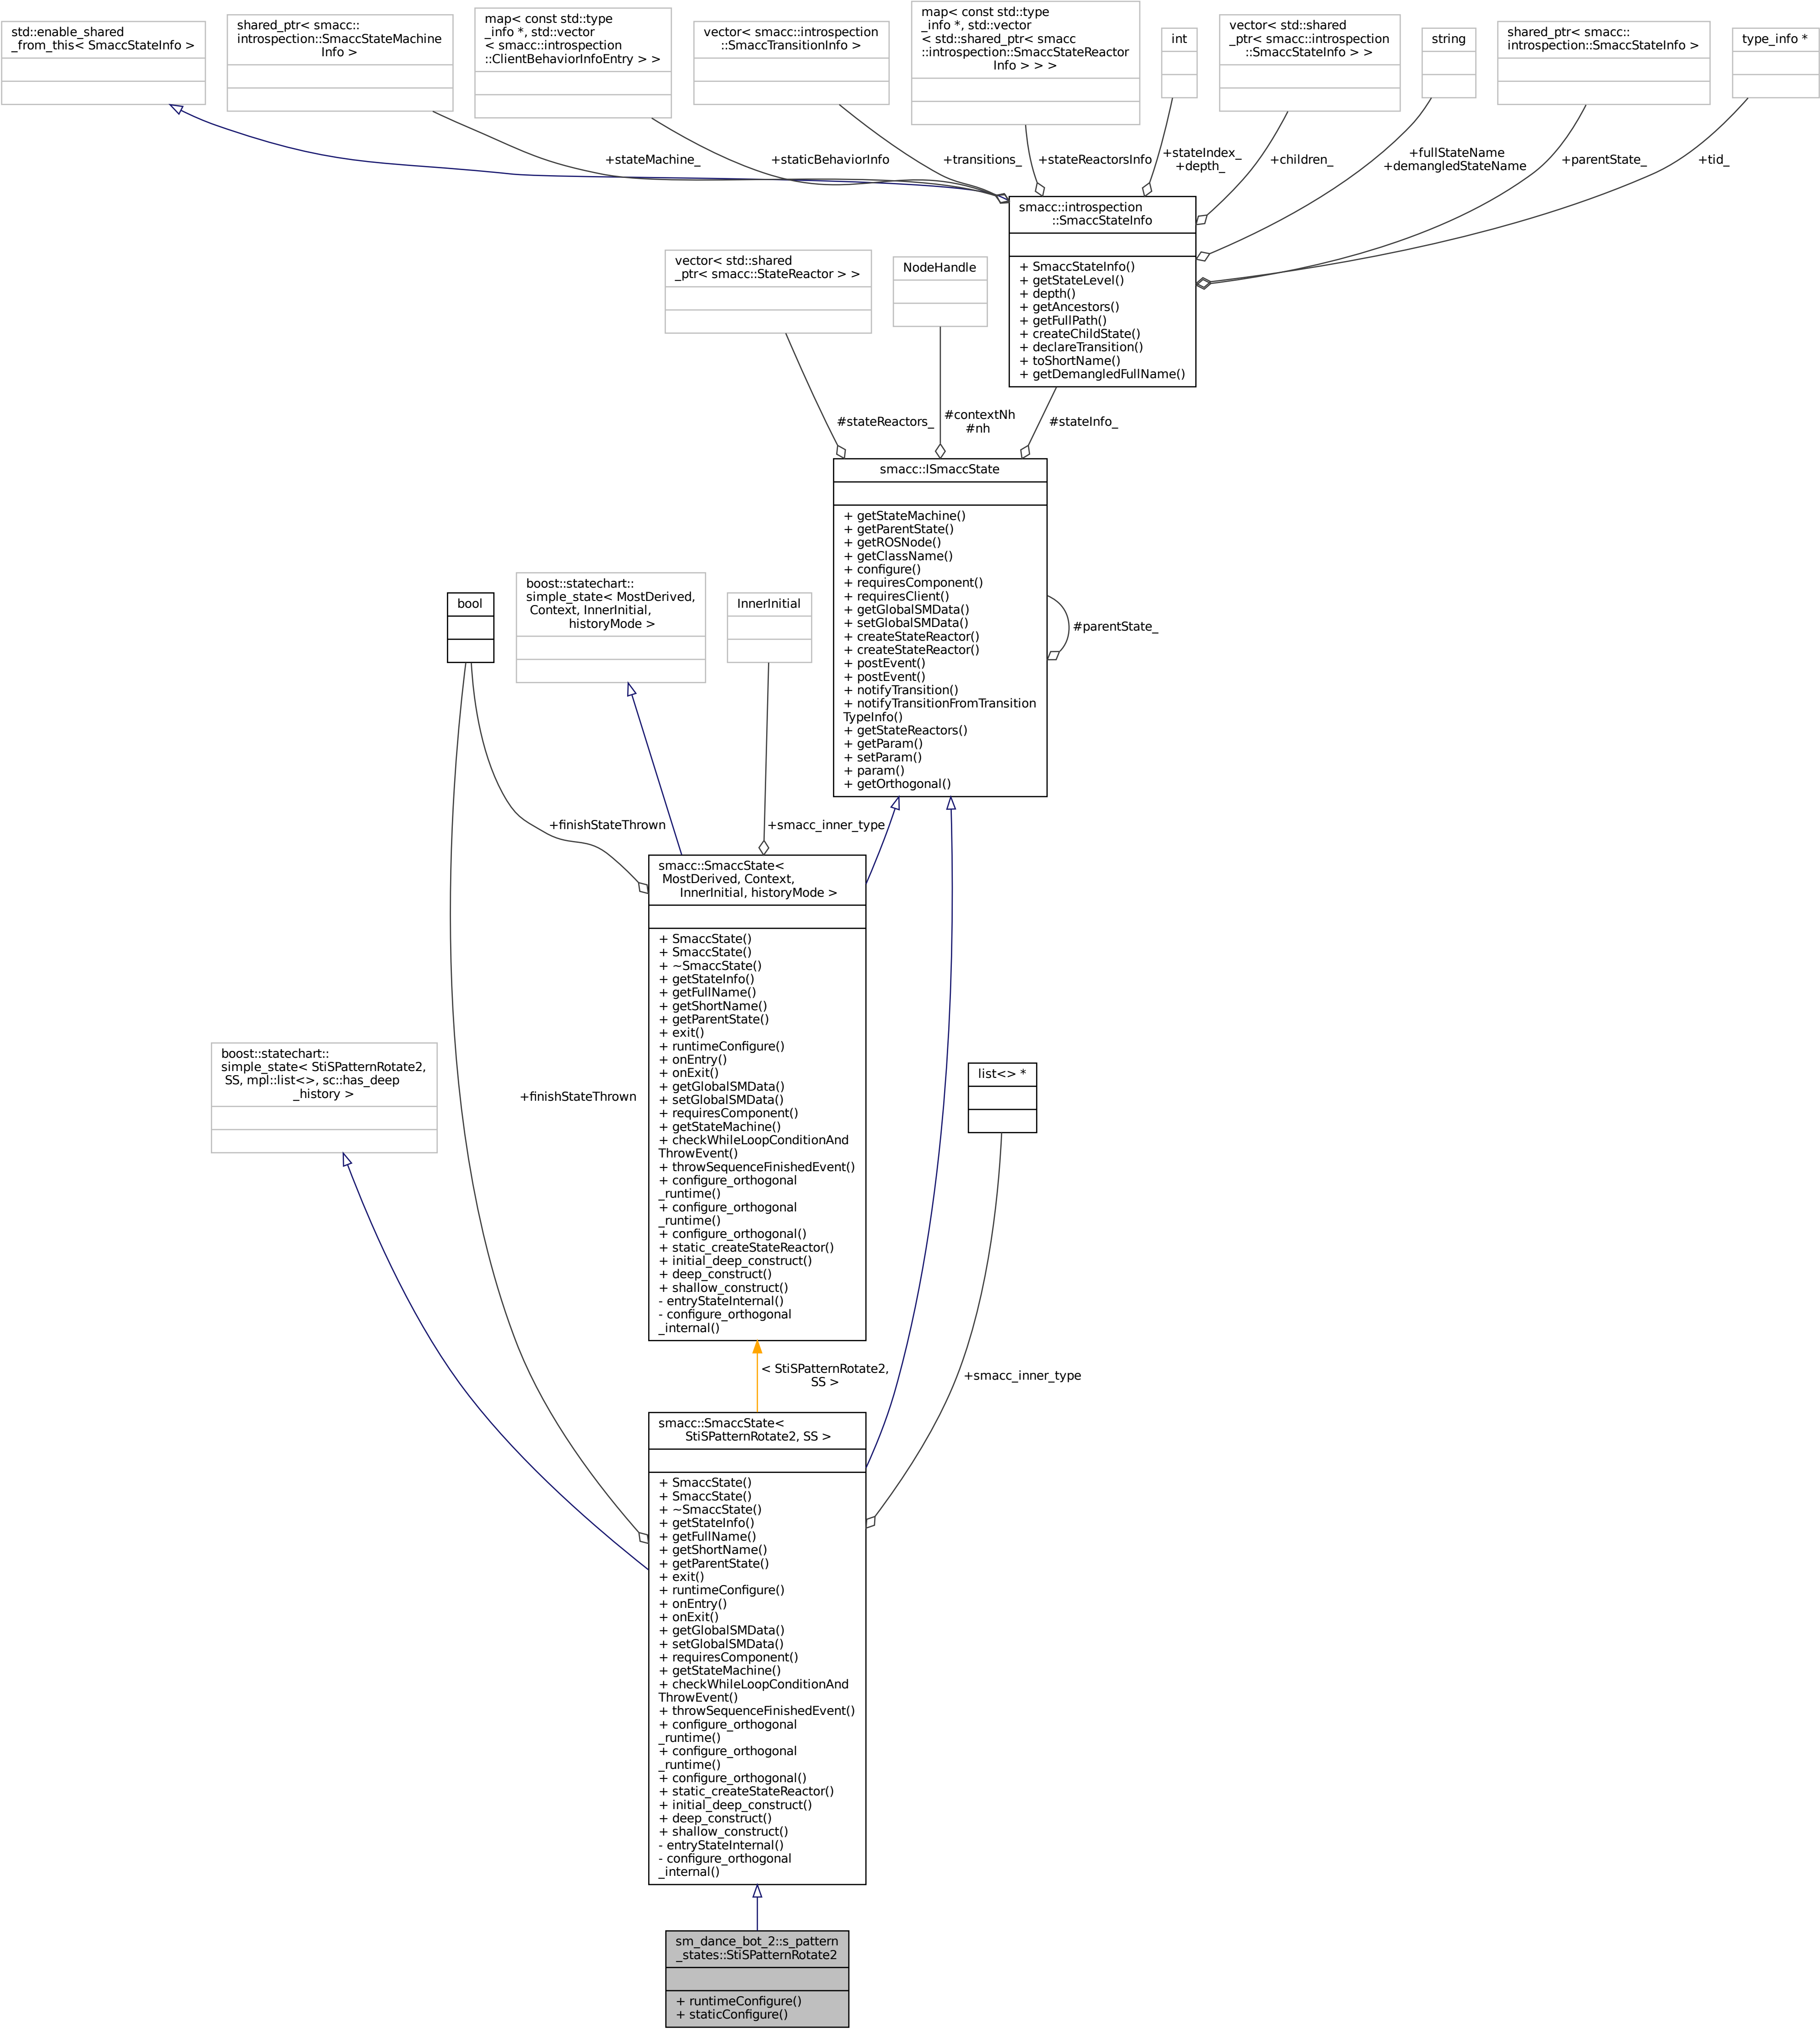 std::enable_shared
_from_this< SmaccStateInfo >
shared_ptr< smacc::
introspection::SmaccStateMachine
Info >
map< const std::type
_info *, std::vector
< smacc::introspection
::ClientBehaviorInfoEntry > >
vector< smacc::introspection
::SmaccTransitionInfo >
map< const std::type
_info *, std::vector
< std::shared_ptr< smacc
::introspection::SmaccStateReactor
Info > > >
int
vector< std::shared
_ptr< smacc::introspection
::SmaccStateInfo > >
string
shared_ptr< smacc::
introspection::SmaccStateInfo >
type_info *
+stateMachine_
+staticBehaviorInfo
+transitions_
+stateReactorsInfo
+stateIndex_
+depth_
+children_
+fullStateName
+demangledStateName
+parentState_
+tid_
smacc::introspection
::SmaccStateInfo
+ SmaccStateInfo()
+ getStateLevel()
+ depth()
+ getAncestors()
+ getFullPath()
+ createChildState()
+ declareTransition()
+ toShortName()
+ getDemangledFullName()
vector< std::shared
_ptr< smacc::StateReactor > >
NodeHandle
#stateReactors_
#contextNh
#nh
#stateInfo_
smacc::ISmaccState
+ getStateMachine()
+ getParentState()
+ getROSNode()
+ getClassName()
+ configure()
+ requiresComponent()
+ requiresClient()
+ getGlobalSMData()
+ setGlobalSMData()
+ createStateReactor()
+ createStateReactor()
+ postEvent()
+ postEvent()
+ notifyTransition()
+ notifyTransitionFromTransition
TypeInfo()
+ getStateReactors()
+ getParam()
+ setParam()
+ param()
+ getOrthogonal()
#parentState_
bool
boost::statechart::
simple_state< MostDerived,
Context, InnerInitial,
historyMode >
InnerInitial
+finishStateThrown
+smacc_inner_type
smacc::SmaccState<
MostDerived, Context,
InnerInitial, historyMode >
+ SmaccState()
+ SmaccState()
+ ~SmaccState()
+ getStateInfo()
+ getFullName()
+ getShortName()
+ getParentState()
+ exit()
+ runtimeConfigure()
+ onEntry()
+ onExit()
+ getGlobalSMData()
+ setGlobalSMData()
+ requiresComponent()
+ getStateMachine()
+ checkWhileLoopConditionAnd
ThrowEvent()
+ throwSequenceFinishedEvent()
+ configure_orthogonal
_runtime()
+ configure_orthogonal
_runtime()
+ configure_orthogonal()
+ static_createStateReactor()
+ initial_deep_construct()
+ deep_construct()
+ shallow_construct()
- entryStateInternal()
- configure_orthogonal
_internal()
boost::statechart::
simple_state< StiSPatternRotate2,
SS, mpl::list<>, sc::has_deep
_history >
+finishStateThrown
list<> *
< StiSPatternRotate2,
SS >
+smacc_inner_type
smacc::SmaccState<
StiSPatternRotate2, SS >
+ SmaccState()
+ SmaccState()
+ ~SmaccState()
+ getStateInfo()
+ getFullName()
+ getShortName()
+ getParentState()
+ exit()
+ runtimeConfigure()
+ onEntry()
+ onExit()
+ getGlobalSMData()
+ setGlobalSMData()
+ requiresComponent()
+ getStateMachine()
+ checkWhileLoopConditionAnd
ThrowEvent()
+ throwSequenceFinishedEvent()
+ configure_orthogonal
_runtime()
+ configure_orthogonal
_runtime()
+ configure_orthogonal()
+ static_createStateReactor()
+ initial_deep_construct()
+ deep_construct()
+ shallow_construct()
- entryStateInternal()
- configure_orthogonal
_internal()
sm_dance_bot_2::s_pattern
_states::StiSPatternRotate2
+ runtimeConfigure()
+ staticConfigure()